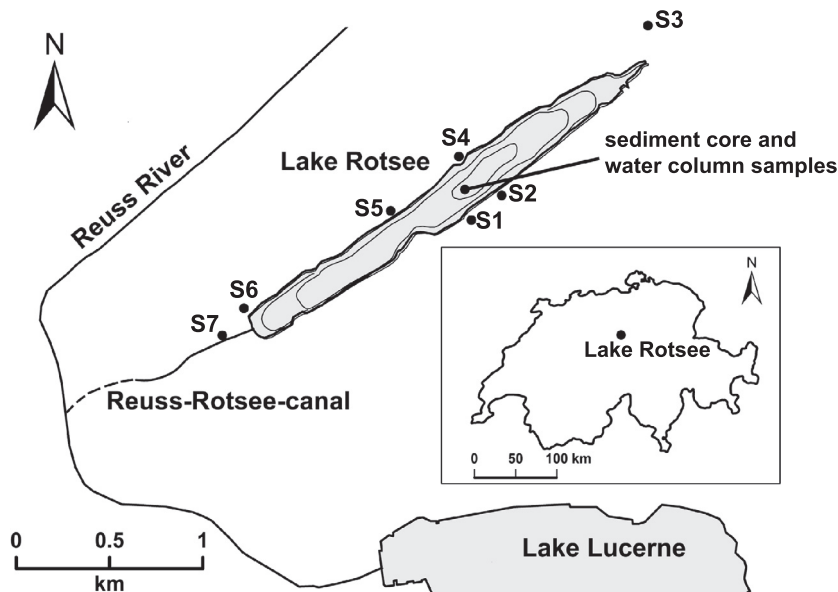 S3
N
S4
sediment core and
water column samples
Lake Rotsee
Reuss River
S2
S5
S1
N
S6
S7
Lake Rotsee
Reuss-Rotsee-canal
0 50 100 km
0 0.5 1
km
Lake Lucerne